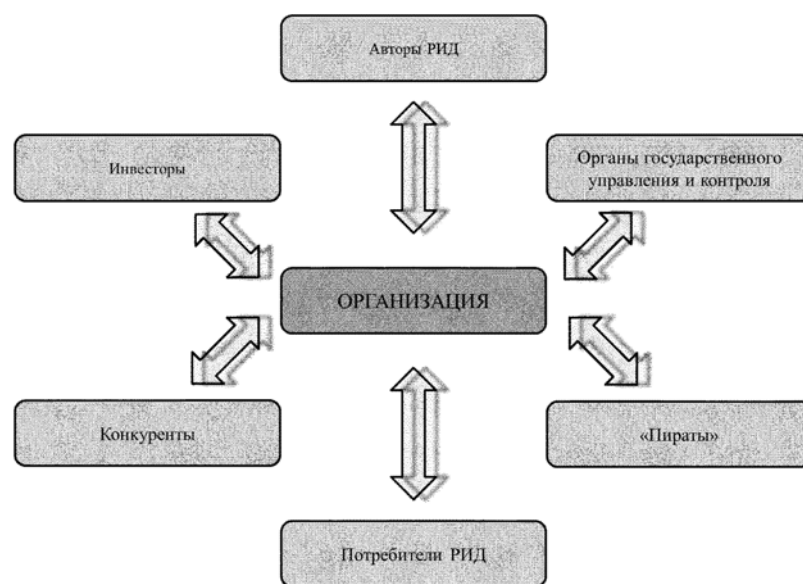 Авторы РИД
Инвесторы
Органы государственного
управления и контроля
ОРГАНИЗАЦИЯ
Конкуренты
«Пираты»
Потребители РИД